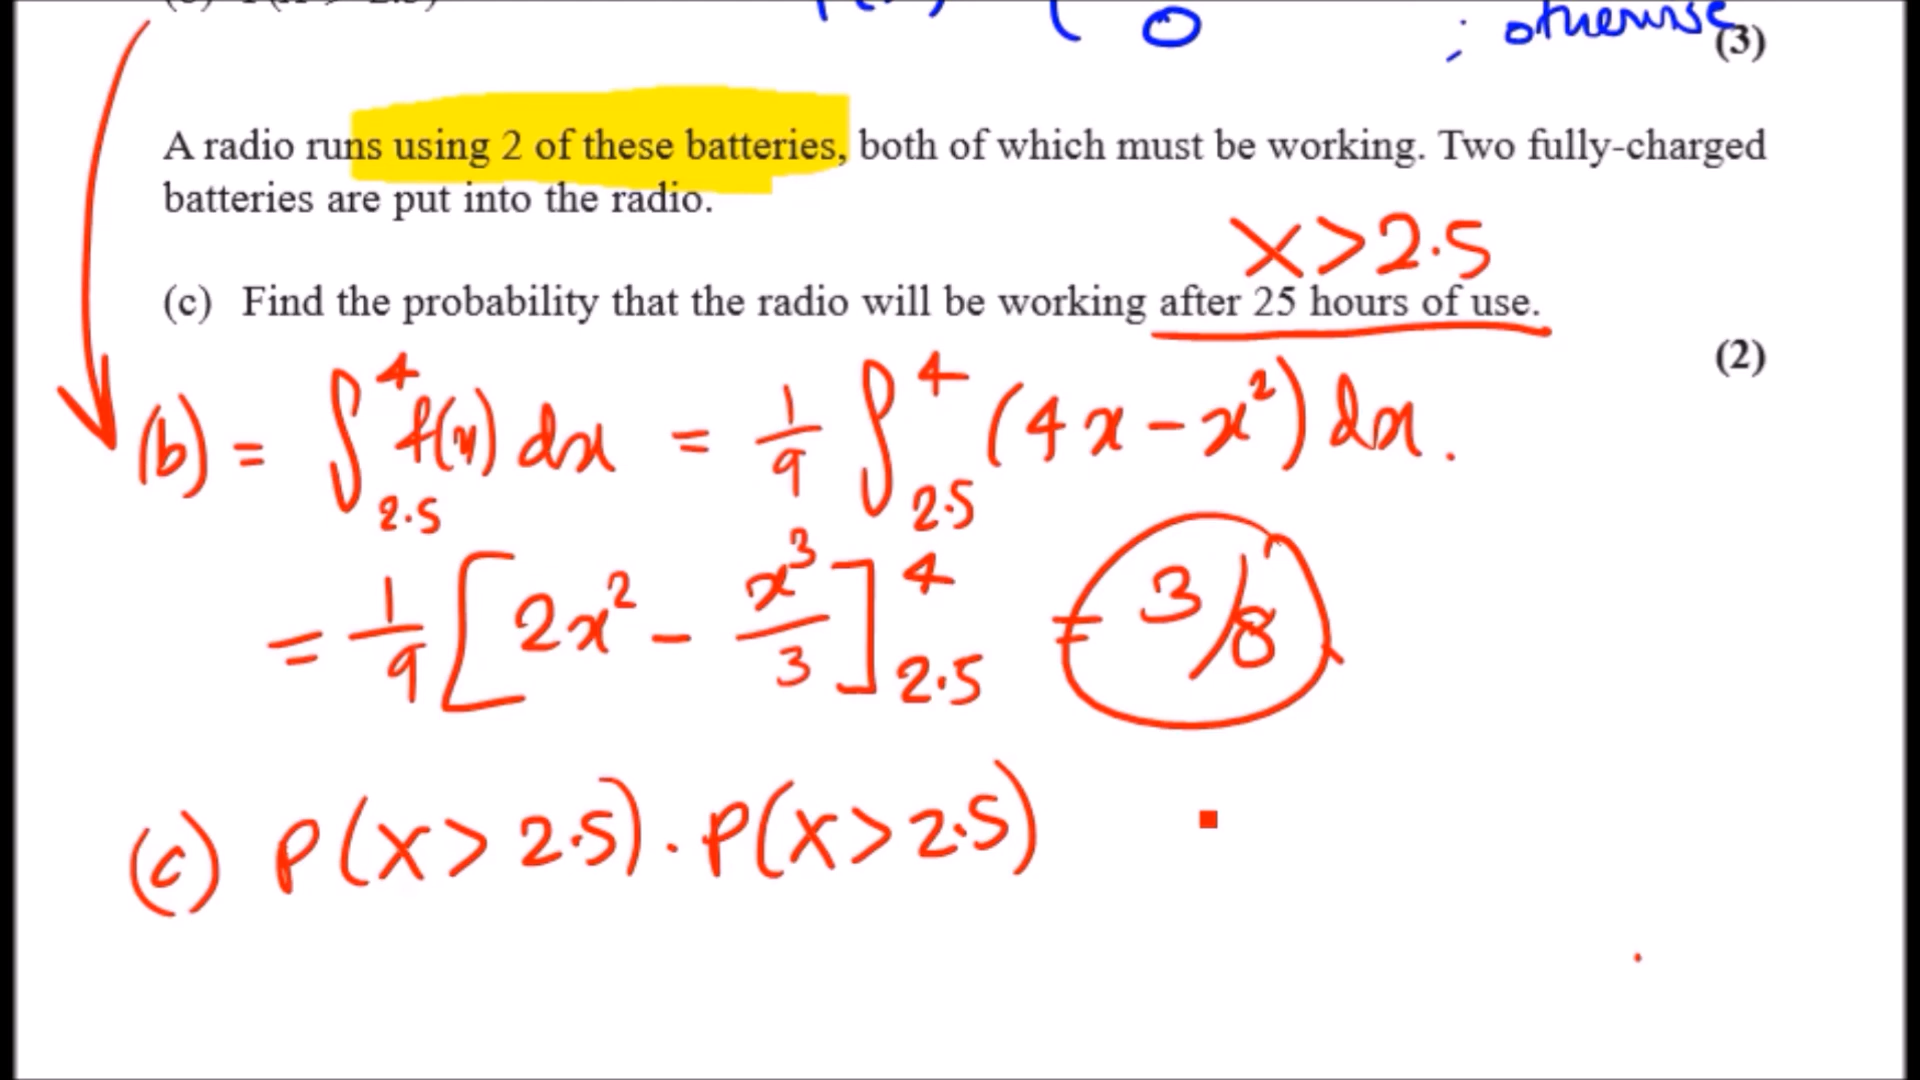 ; otherwise
0
(3)
A radio runs using 2 of these batteries, both of which must be working. Two fully-charged
batteries are put into the radio.
X>2.5
(c) Find the probability that the radio will be working after 25 hours of use.
(2)
(b) = ∫_{2.5}^{4} f(x) dx = 1/9 ∫_{2.5}^{4} (4x - x²) dx.
= 1/9 [2x² - x³/3]_{2.5}^{4} = 3/8
(c) P(X>2.5) . P(X>2.5)